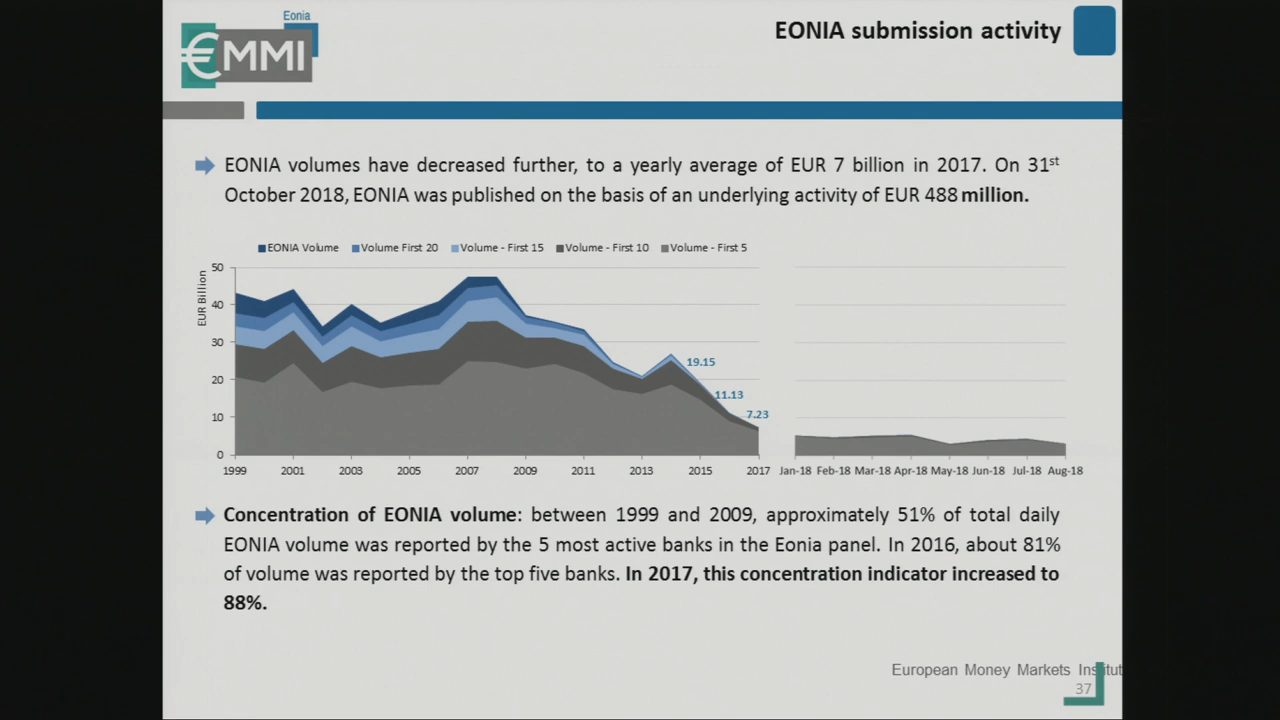 Eonia
€MMI
EONIA submission activity
EONIA volumes have decreased further, to a yearly average of EUR 7 billion in 2017. On 31st
October 2018, EONIA was published on the basis of an underlying activity of EUR 488 million.
EONIA Volume Volume First 20 Volume - First 15 Volume - First 10 Volume - First 5
EUR Billion
50
40
30
20
10
0
19.15
11.13
7.23
1999 2001 2003 2005 2007 2009 2011 2013 2015 2017 Jan-18 Feb-18 Mar-18 Apr-18 May-18 Jun-18 Jul-18 Aug-18
Concentration of EONIA volume: between 1999 and 2009, approximately 51% of total daily
EONIA volume was reported by the 5 most active banks in the Eonia panel. In 2016, about 81%
of volume was reported by the top five banks. In 2017, this concentration indicator increased to
88%.
European Money Markets Institut
37